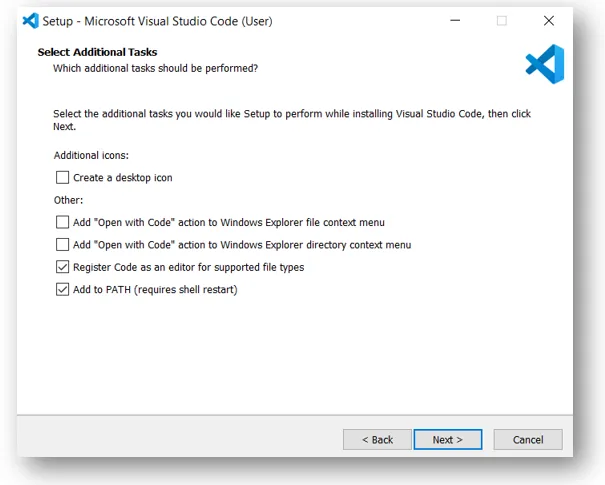 Setup - Microsoft Visual Studio Code (User)
Select Additional Tasks
Which additional tasks should be performed?
Select the additional tasks you would like Setup to perform while installing Visual Studio Code, then click
Next.
Additional icons:
Create a desktop icon
Other:
Add "Open with Code" action to Windows Explorer file context menu
Add "Open with Code" action to Windows Explorer directory context menu
Register Code as an editor for supported file types
Add to PATH (requires shell restart)
< Back Next > Cancel